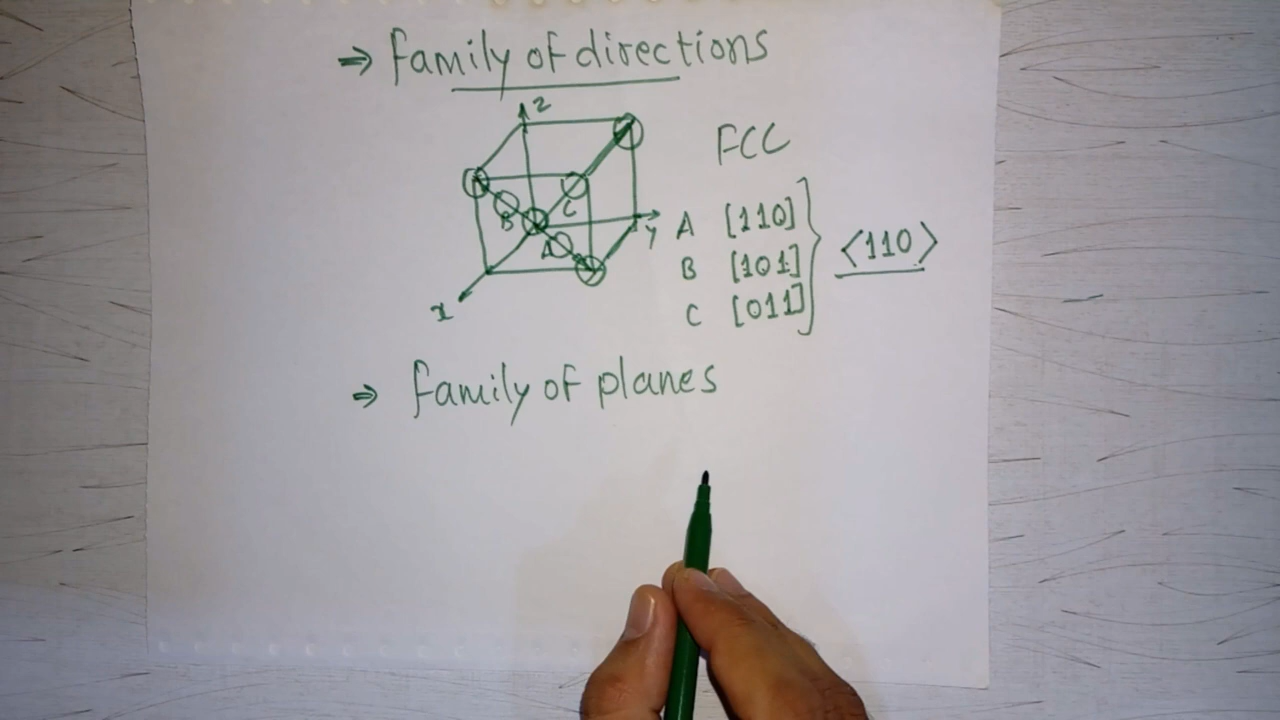 ⇒ family of directions
z
FCC
B C
A
y
x
A [110]
B [101]
C [011]
⟨110⟩
⇒ family of planes